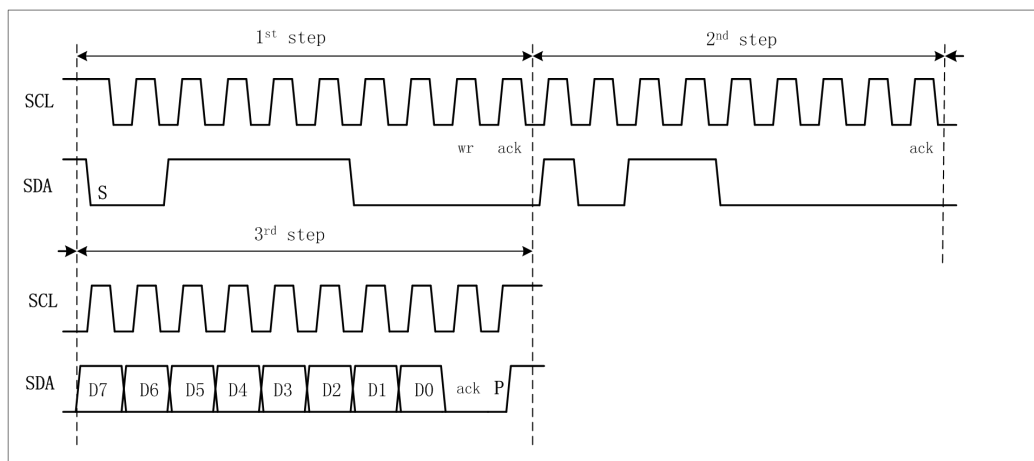 1st step 2nd step
SCL
wr ack ack
SDA S
3rd step
SCL
SDA D7 D6 D5 D4 D3 D2 D1 D0 ack P